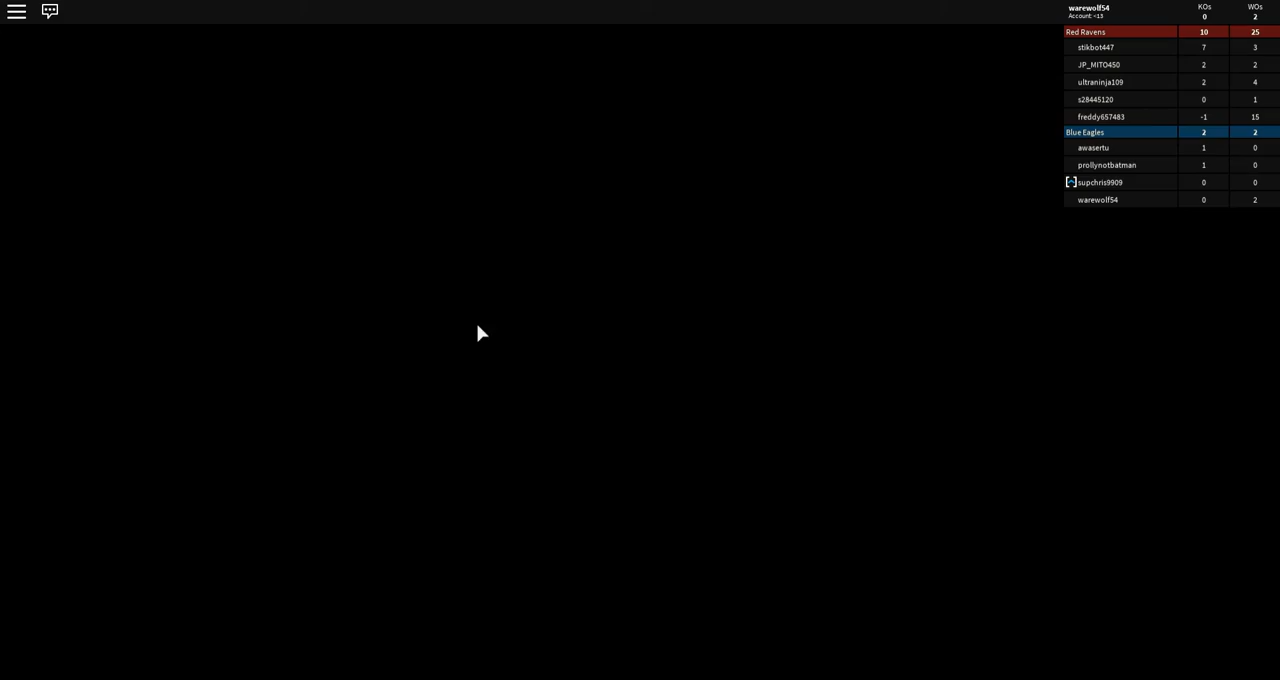 warewolf54 KOs WOs
Account: <13 0 2
Red Ravens 10 25
stikbot447 7 3
JP_MITO450 2 2
ultraninja109 2 4
s28445120 0 1
freddy657483 -1 15
Blue Eagles 2 2
awasertu 1 0
prollynotbatman 1 0
supchris9909 0 0
warewolf54 0 2